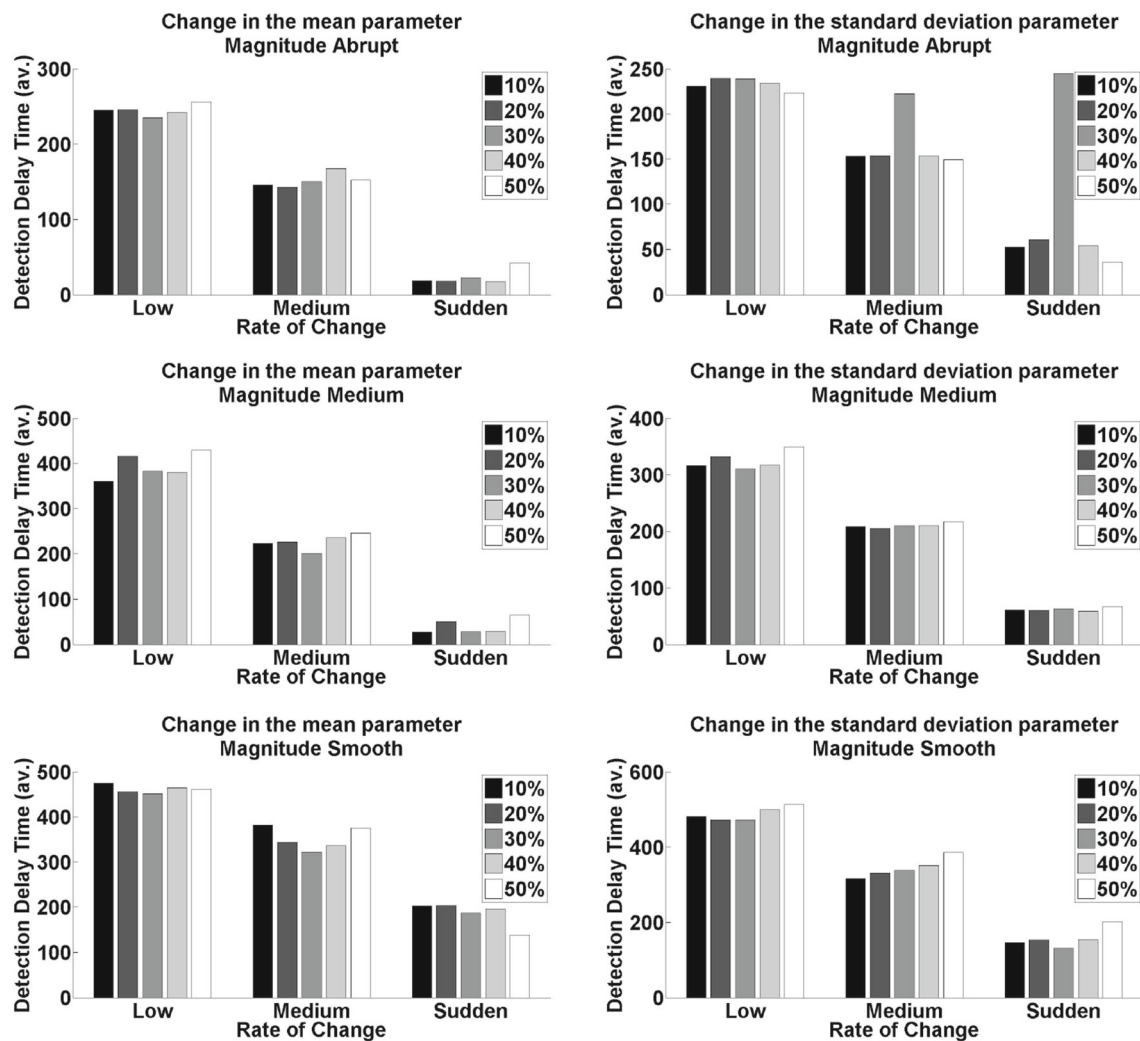 Change in the mean parameter
Magnitude Abrupt
Detection Delay Time (av.)
300
200
100
0
10%
20%
30%
40%
50%
Low
Medium
Sudden
Rate of Change
Change in the standard deviation parameter
Magnitude Abrupt
Detection Delay Time (av.)
250
200
150
100
50
0
10%
20%
30%
40%
50%
Low
Medium
Sudden
Rate of Change
Change in the mean parameter
Magnitude Medium
Detection Delay Time (av.)
500
400
300
200
100
0
10%
20%
30%
40%
50%
Low
Medium
Sudden
Rate of Change
Change in the standard deviation parameter
Magnitude Medium
Detection Delay Time (av.)
400
300
200
100
0
10%
20%
30%
40%
50%
Low
Medium
Sudden
Rate of Change
Change in the mean parameter
Magnitude Smooth
Detection Delay Time (av.)
500
400
300
200
100
0
10%
20%
30%
40%
50%
Low
Medium
Sudden
Rate of Change
Change in the standard deviation parameter
Magnitude Smooth
Detection Delay Time (av.)
600
400
200
0
10%
20%
30%
40%
50%
Low
Medium
Sudden
Rate of Change